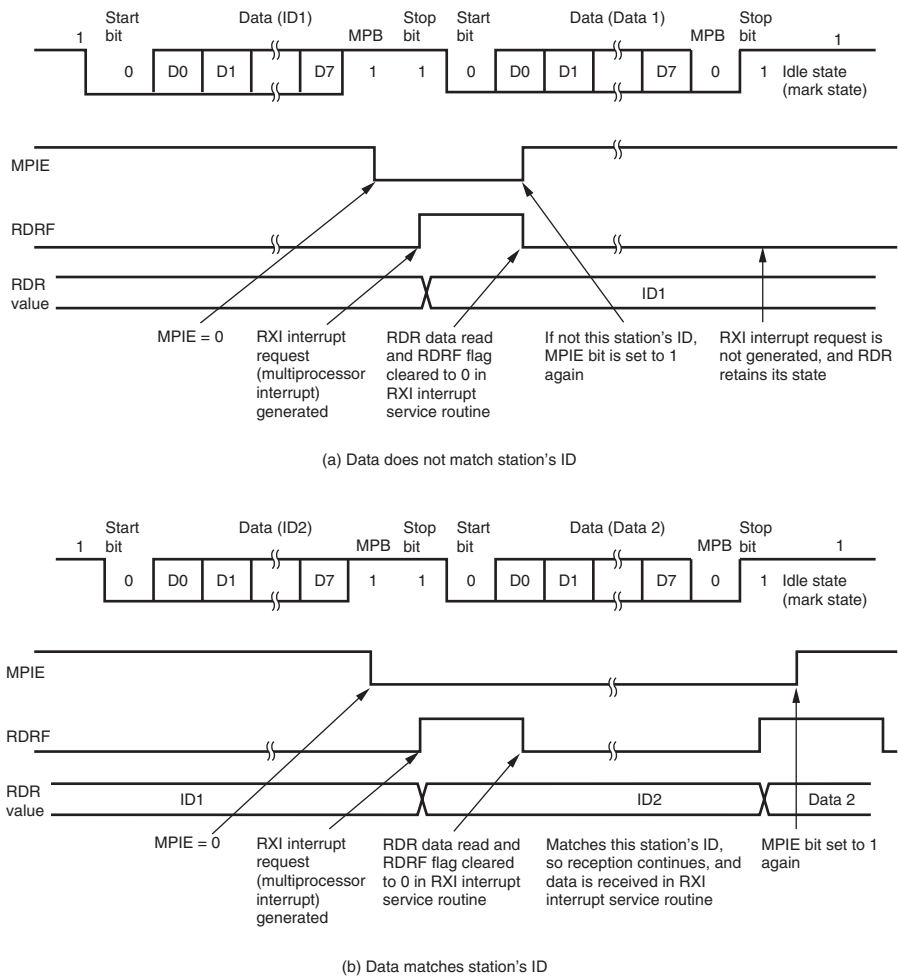 Start bit Data (ID1) MPB Stop bit Start bit Data (Data 1) MPB Stop bit
1 0 D0 D1 D7 1 1 0 D0 D1 D7 0 1 1
Idle state
(mark state)
MPIE
RDRF
RDR
value
ID1
MPIE = 0
RXI interrupt
request
(multiprocessor
interrupt)
generated
RDR data read
and RDRF flag
cleared to 0 in
RXI interrupt
service routine
If not this station's ID,
MPIE bit is set to 1
again
RXI interrupt request is
not generated, and RDR
retains its state
(a) Data does not match station's ID
Start bit Data (ID2) MPB Stop bit Start bit Data (Data 2) MPB Stop bit
1 0 D0 D1 D7 1 1 0 D0 D1 D7 0 1 1
Idle state
(mark state)
MPIE
RDRF
RDR
value
ID1 ID2 Data 2
MPIE = 0
RXI interrupt
request
(multiprocessor
interrupt)
generated
RDR data read and
RDRF flag cleared
to 0 in RXI interrupt
service routine
Matches this station's ID,
so reception continues, and
data is received in RXI
interrupt service routine
MPIE bit set to 1
again
(b) Data matches station's ID